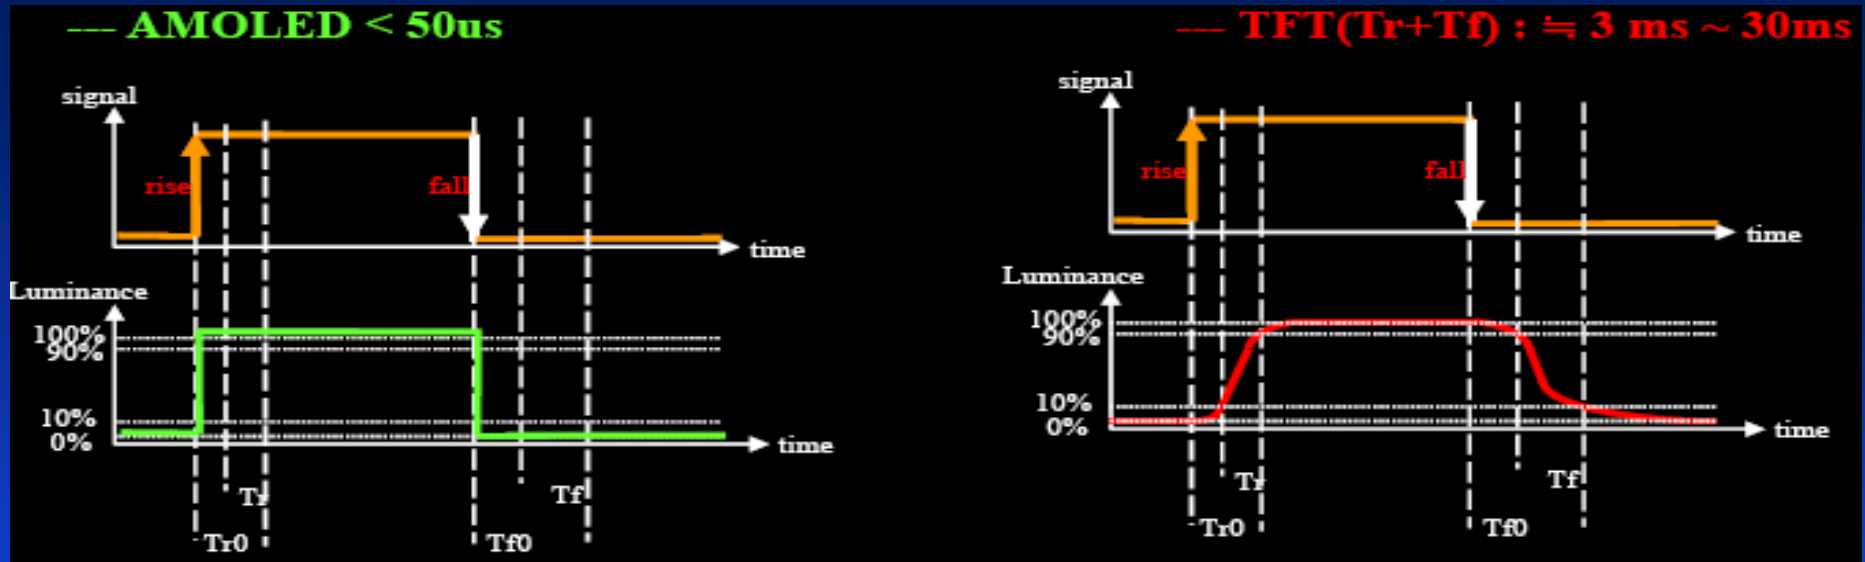 --- AMOLED < 50us
signal
rise
fall
time
Luminance
100%
90%
10%
0%
time
Tr
Tf
Tr0
Tf0
--- TFT(Tr+Tf) : ≒ 3 ms ~ 30ms
signal
rise
fall
time
Luminance
100%
90%
10%
0%
time
Tr
Tf
Tr0
Tf0